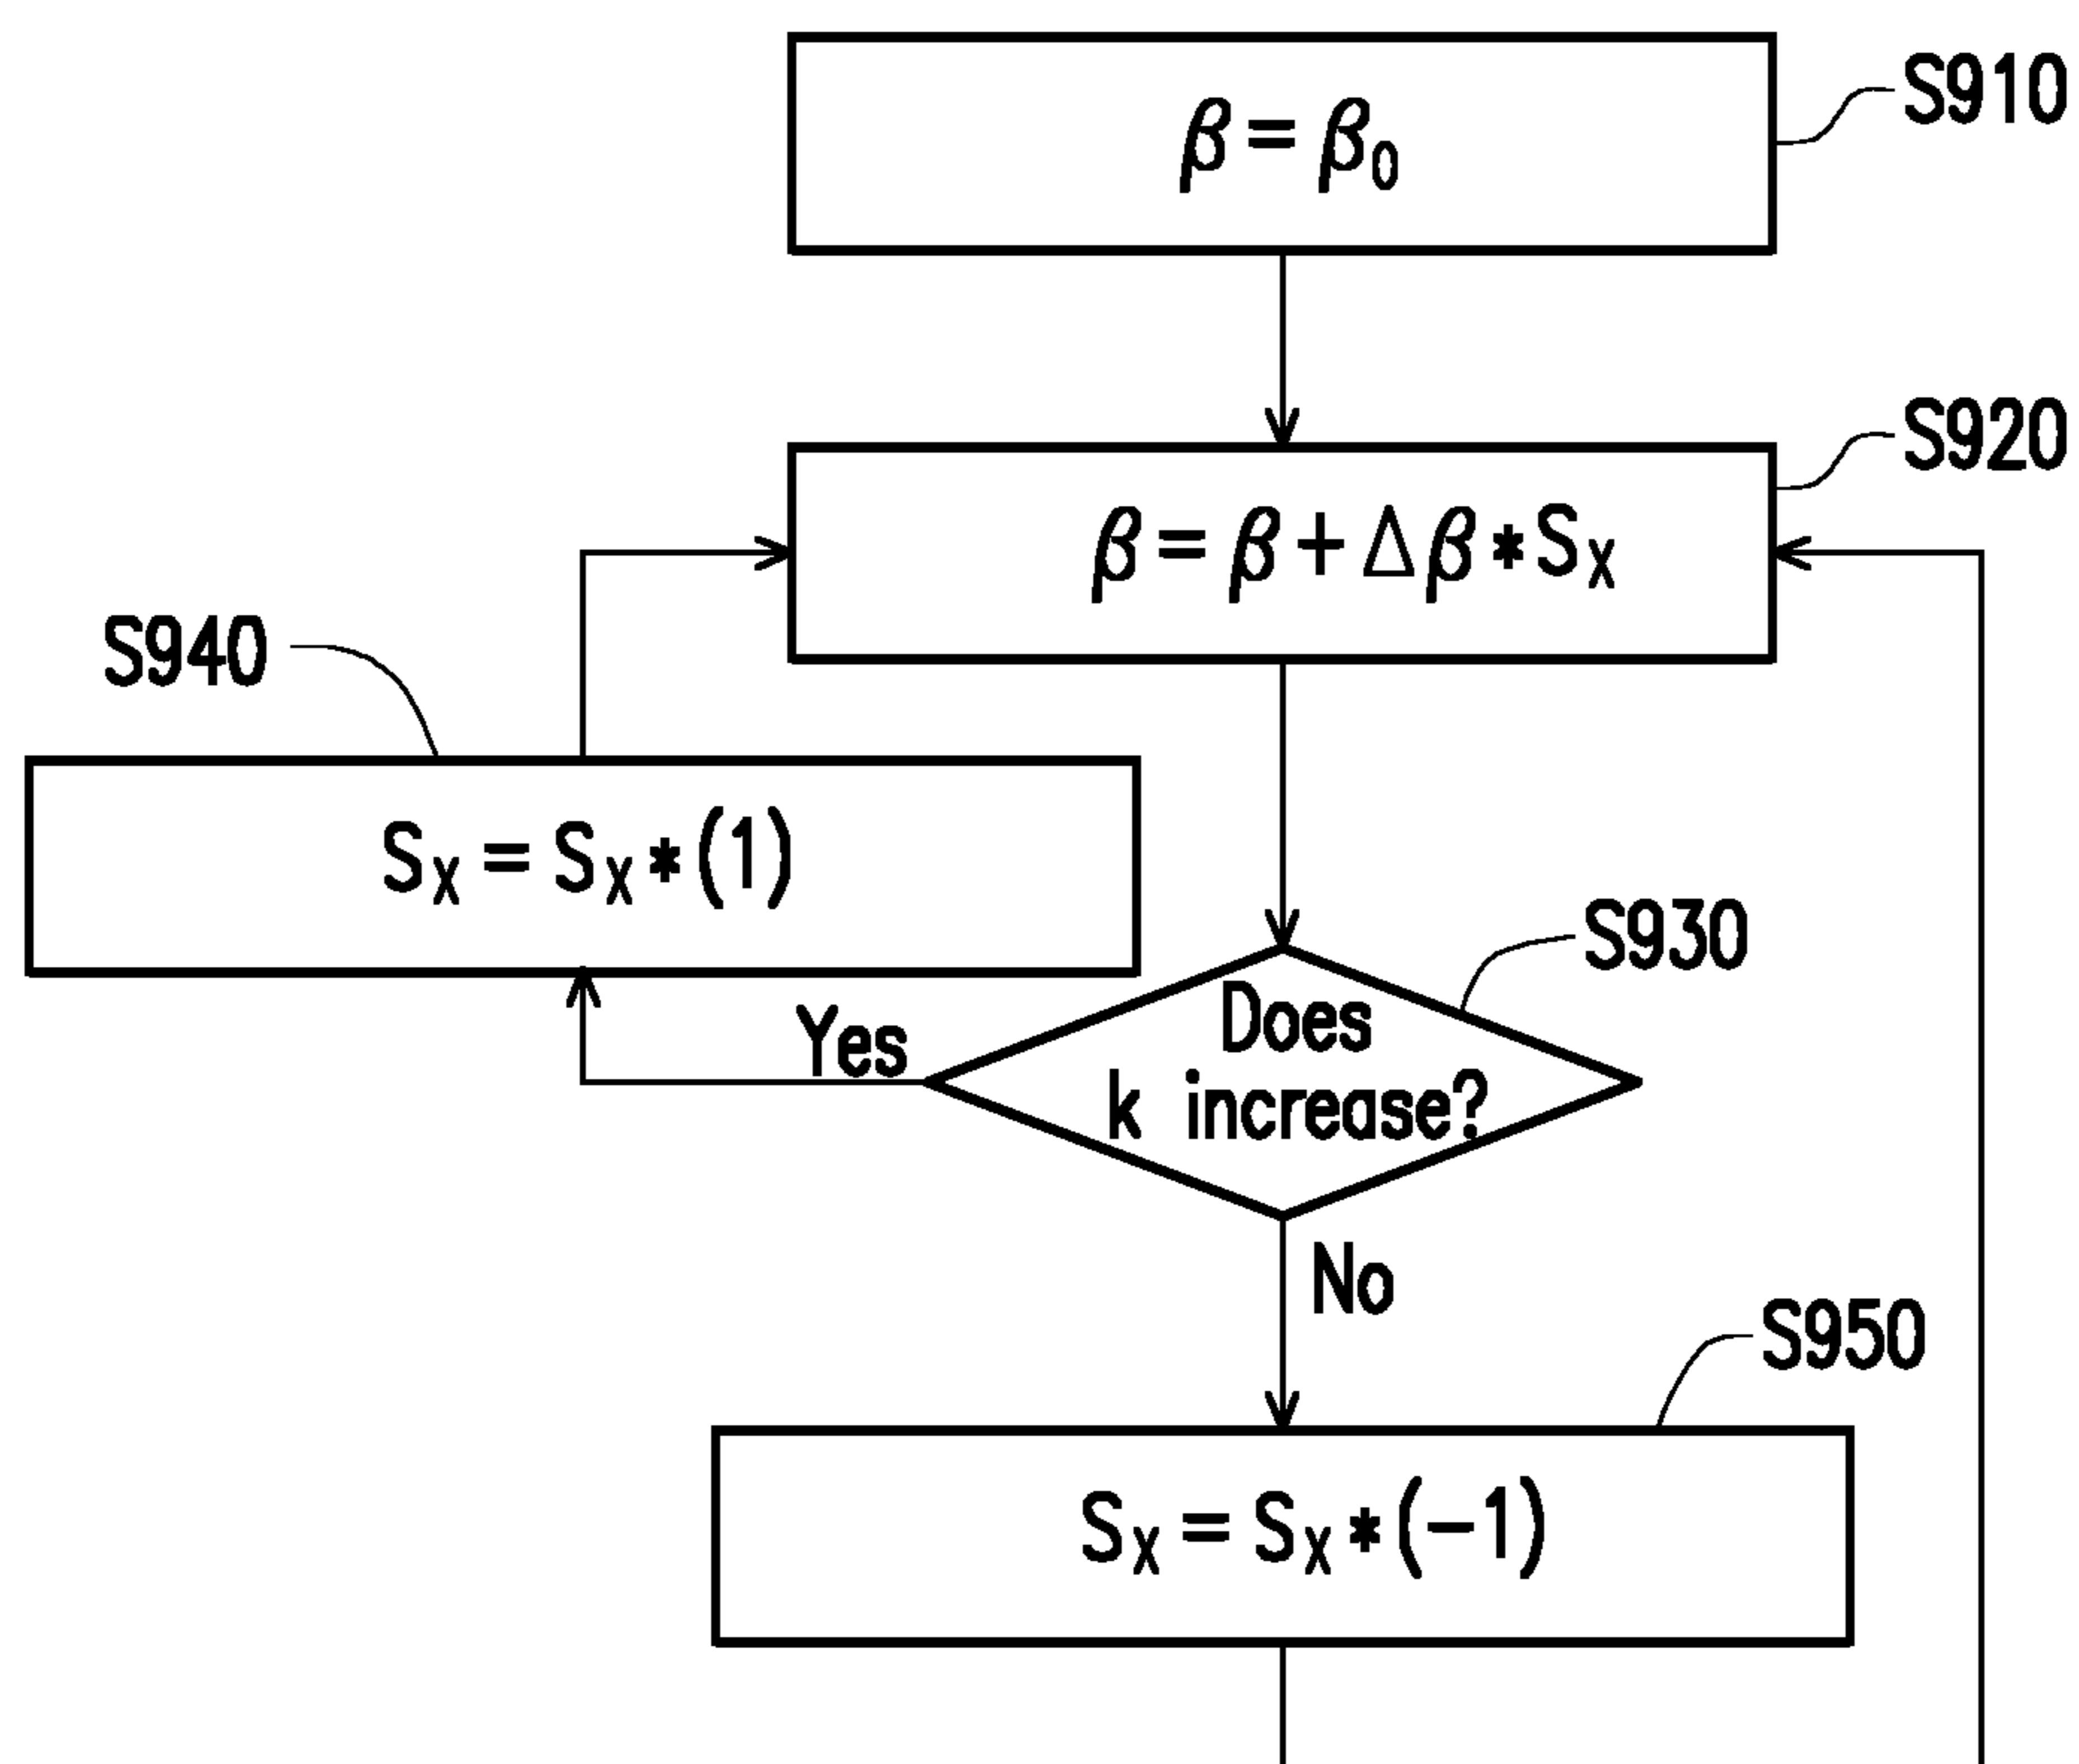 β = β₀
S910
β = β + Δβ * Sₓ
S920
S940
Sₓ = Sₓ * (1)
S930
Does
k increase?
Yes
No
S950
Sₓ = Sₓ * (-1)